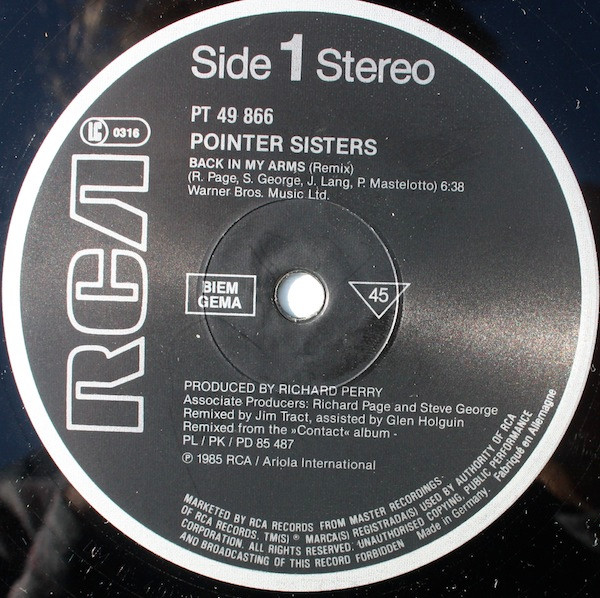 Side 1 Stereo
PT 49 866
LC 0316
POINTER SISTERS
BACK IN MY ARMS (Remix)
(R. Page, S. George, J. Lang, P. Mastelotto) 6:38
Warner Bros. Music Ltd.
RCA
BIEM
GEMA
45
PRODUCED BY RICHARD PERRY
Associate Producers: Richard Page and Steve George
Remixed by Jim Tract, assisted by Glen Holguin
Remixed from the »Contact« album -
PL / PK / PD 85 487
℗ 1985 RCA / Ariola International
MARKETED BY RCA RECORDS FROM MASTER RECORDINGS -
OF RCA RECORDS. TM(S) ® MARCA(S) REGISTRADA(S) USED BY AUTHORITY OF RCA
CORPORATION. ALL RIGHTS RESERVED. UNAUTHORISED COPYING, PUBLIC PERFORMANCE
AND BROADCASTING OF THIS RECORD FORBIDDEN Made in Germany. Fabriqué en Allemagne